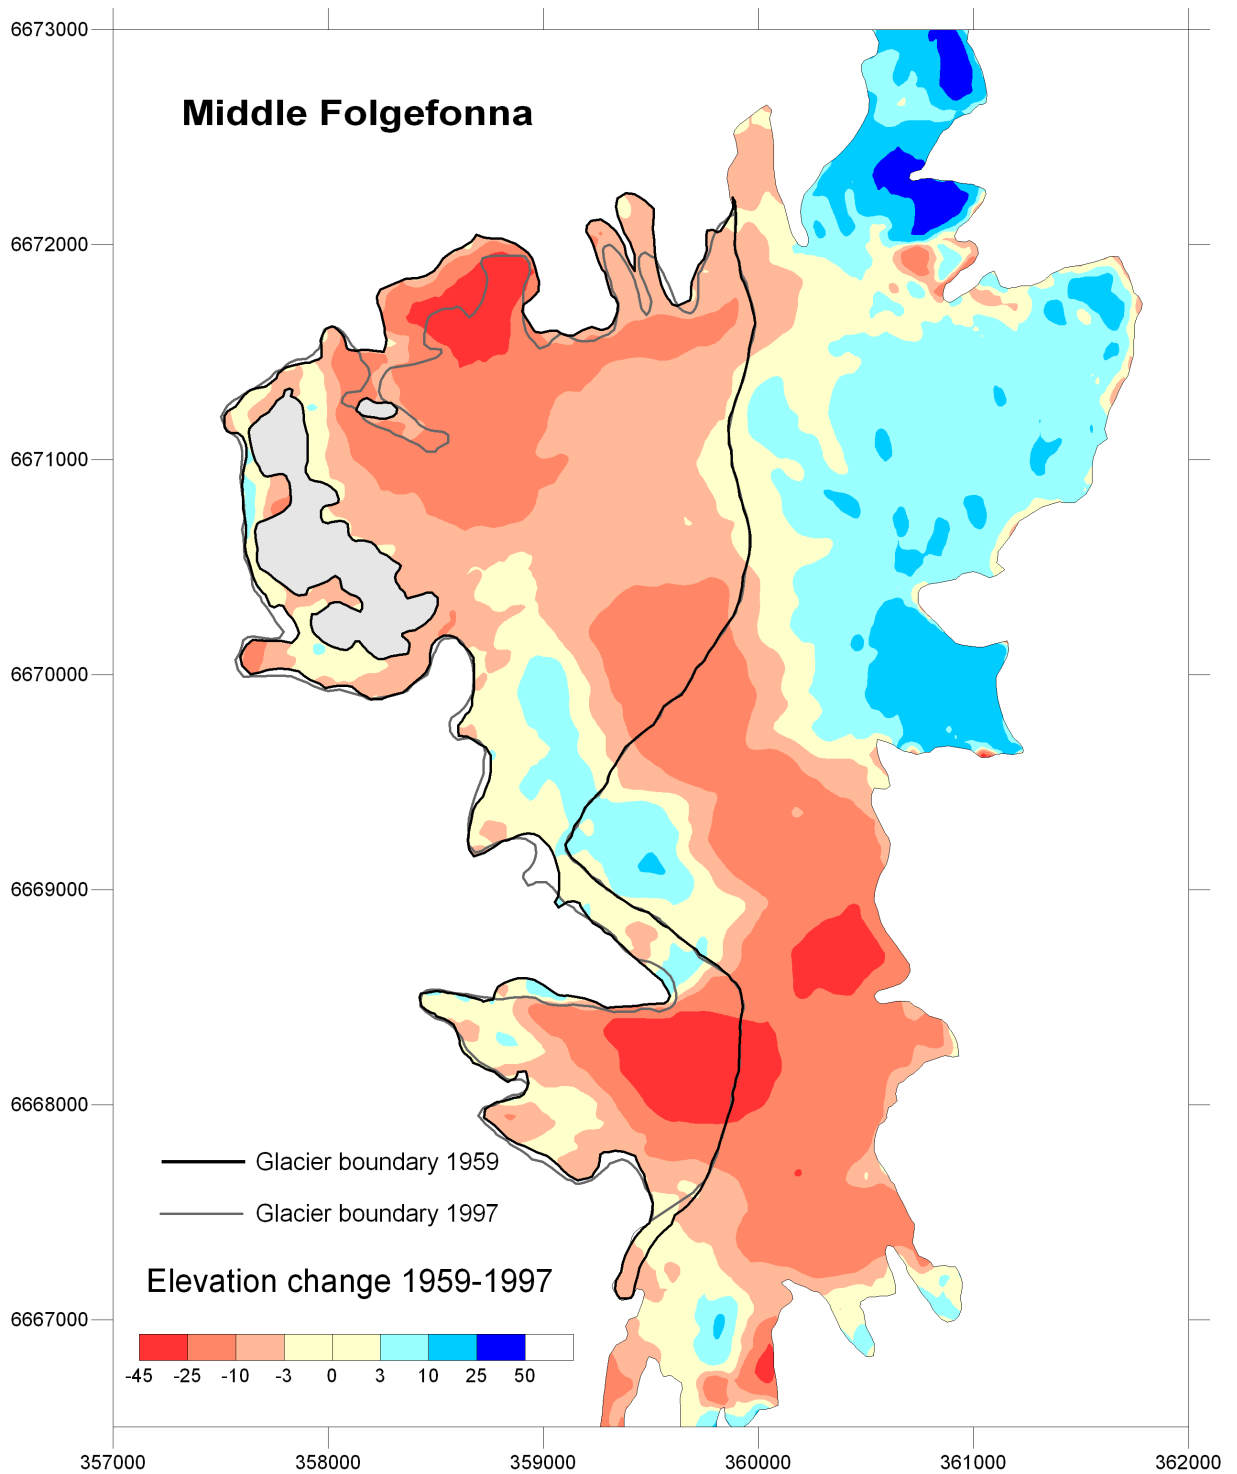 6673000
Middle Folgefonna
6672000
6671000
6670000
6669000
6668000
Glacier boundary 1959
Glacier boundary 1997
Elevation change 1959-1997
6667000
-45 -25 -10 -3 0 3 10 25 50
357000 358000 359000 360000 361000 362000